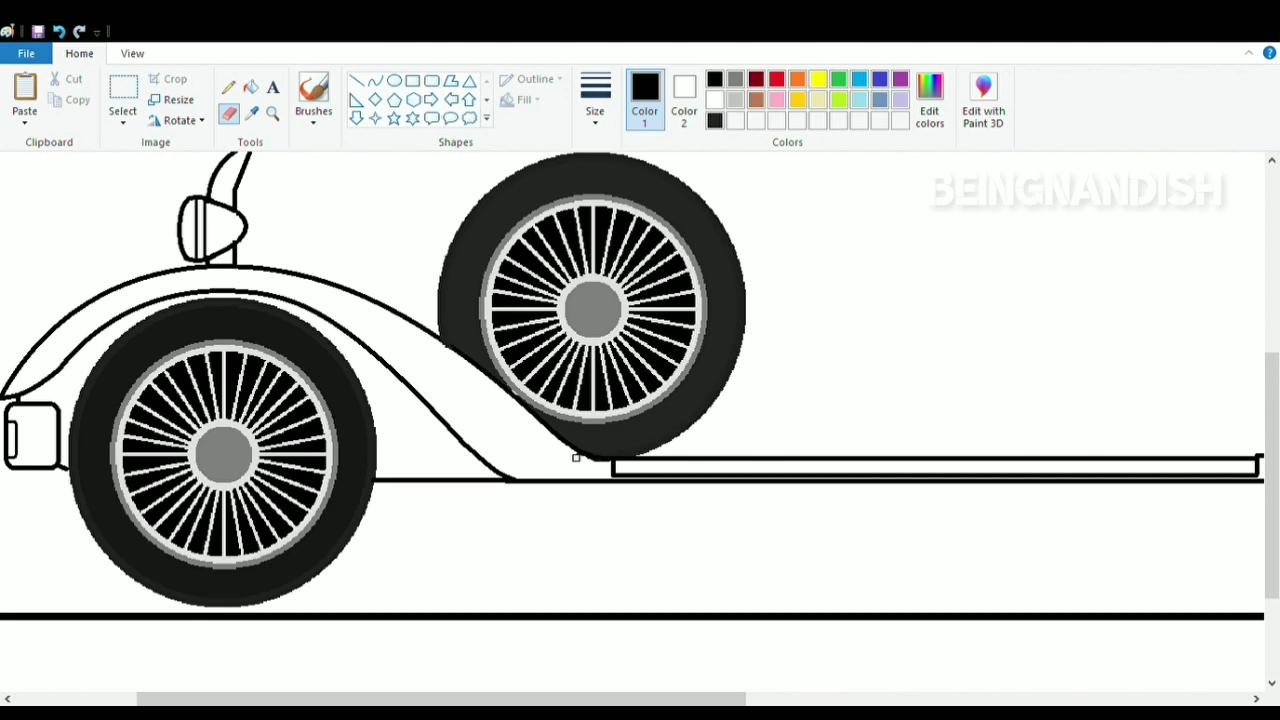 File Home View
Cut Crop Outline
Copy Resize Fill
Paste Select Rotate Brushes Size Color 1 Color 2 Edit colors Edit with Paint 3D
Clipboard Image Tools Shapes Colors
BEINGNANDISH